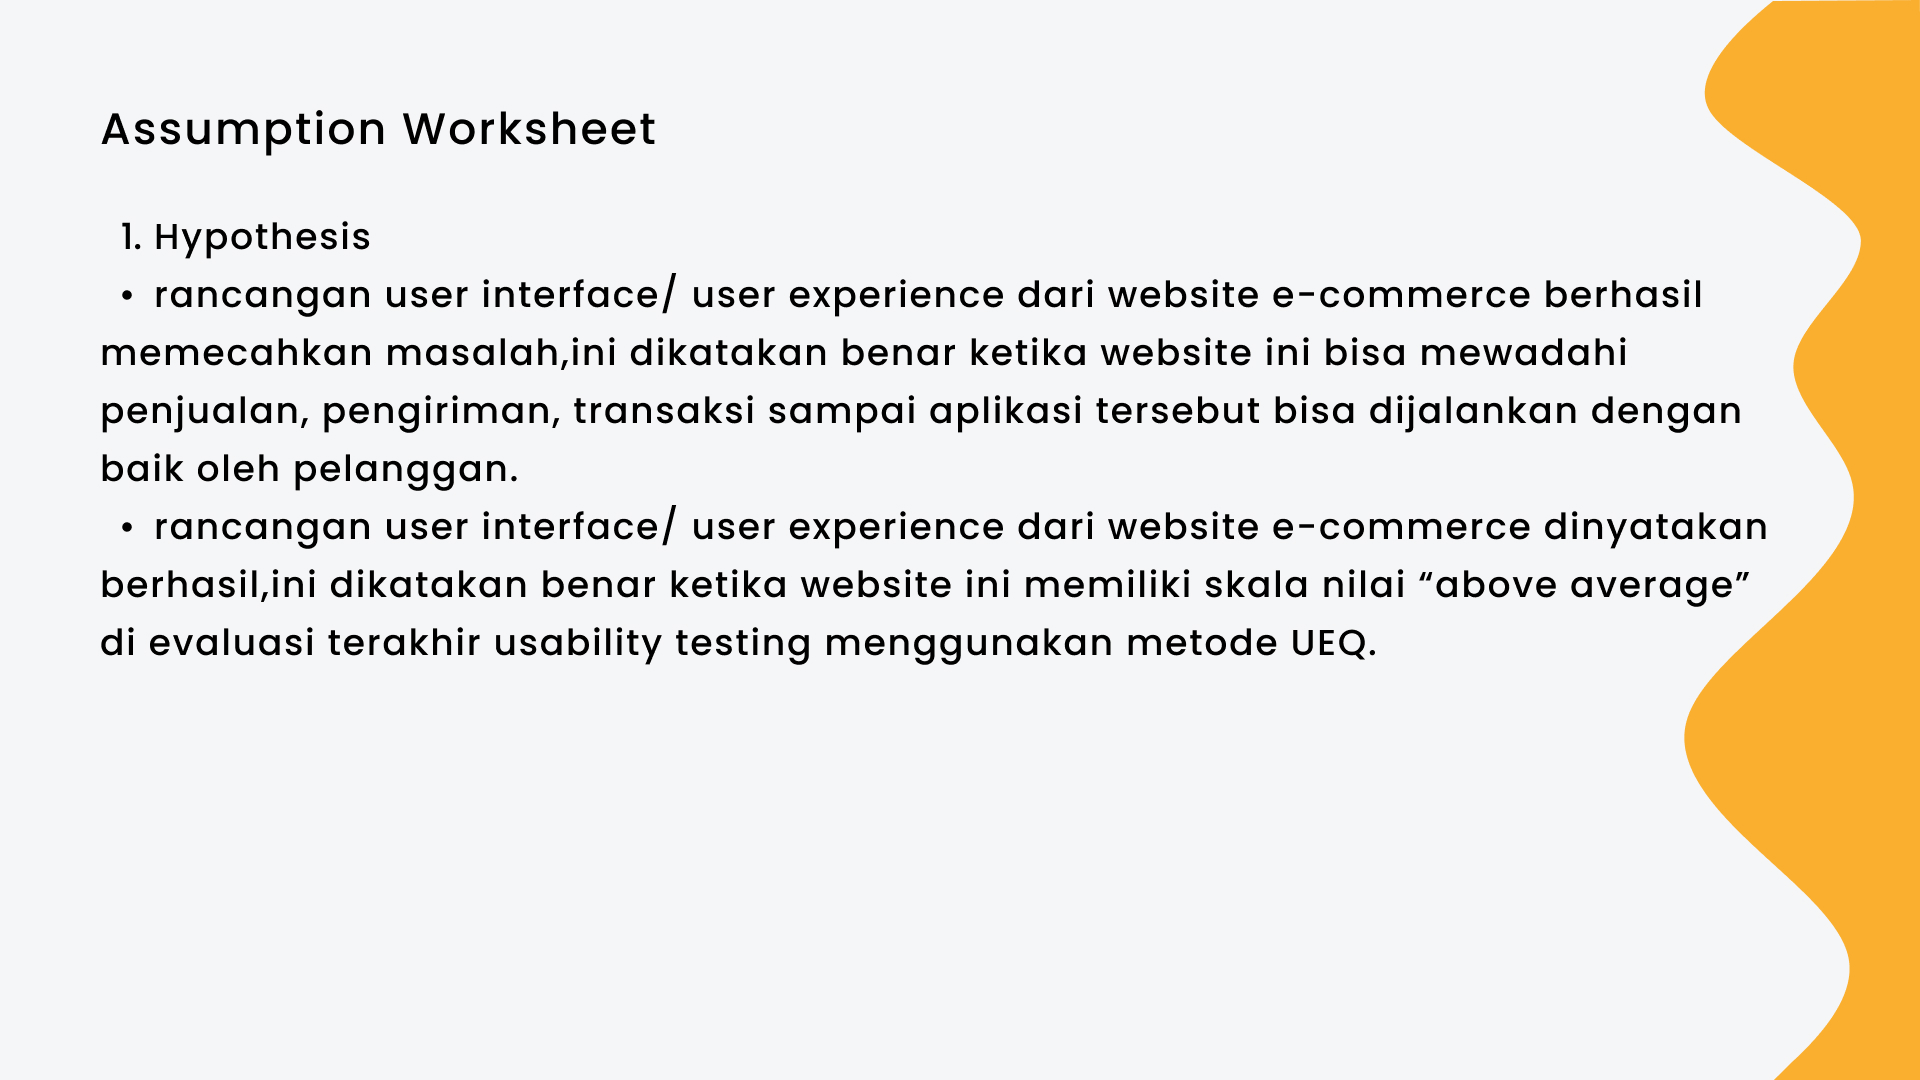 Assumption Worksheet
1. Hypothesis
• rancangan user interface/ user experience dari website e-commerce berhasil
memecahkan masalah,ini dikatakan benar ketika website ini bisa mewadahi
penjualan, pengiriman, transaksi sampai aplikasi tersebut bisa dijalankan dengan
baik oleh pelanggan.
• rancangan user interface/ user experience dari website e-commerce dinyatakan
berhasil,ini dikatakan benar ketika website ini memiliki skala nilai “above average”
di evaluasi terakhir usability testing menggunakan metode UEQ.